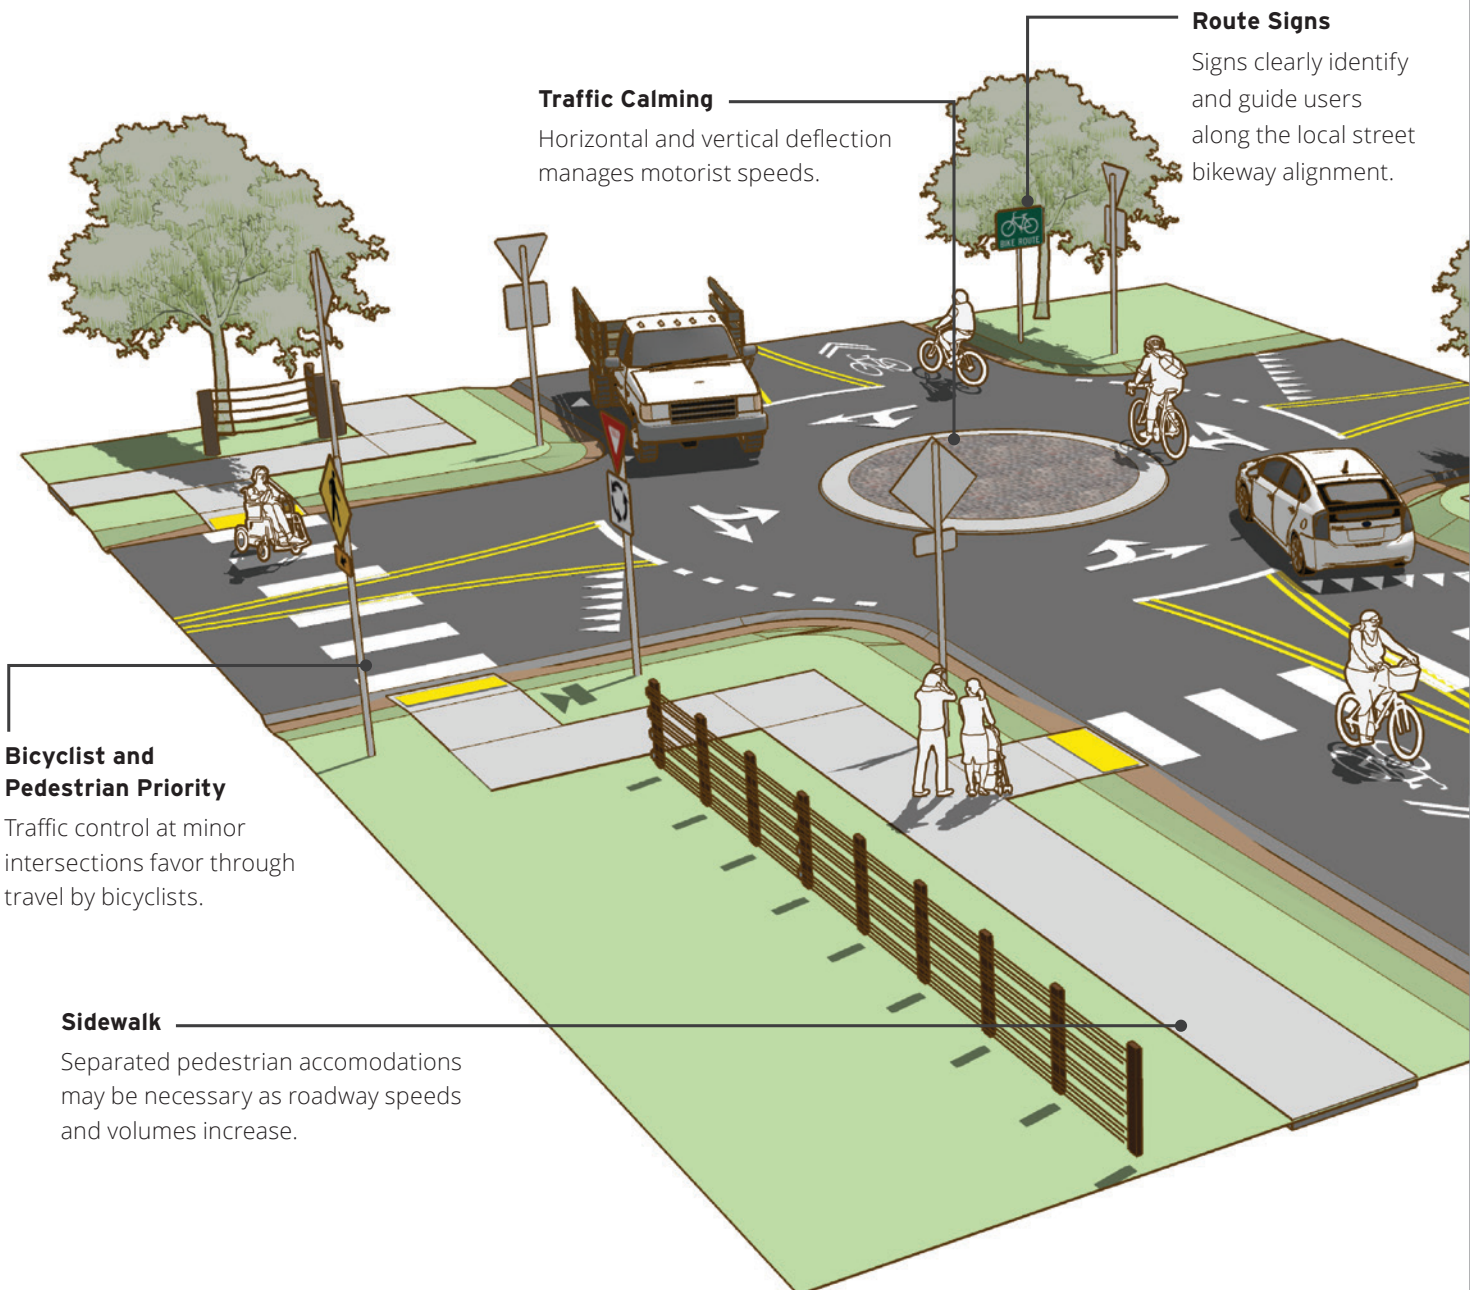 Route Signs
Signs clearly identify
and guide users
along the local street
bikeway alignment.
Traffic Calming
Horizontal and vertical deflection
manages motorist speeds.
BIKE ROUTE
Bicyclist and
Pedestrian Priority
Traffic control at minor
intersections favor through
travel by bicyclists.
Sidewalk
Separated pedestrian accomodations
may be necessary as roadway speeds
and volumes increase.